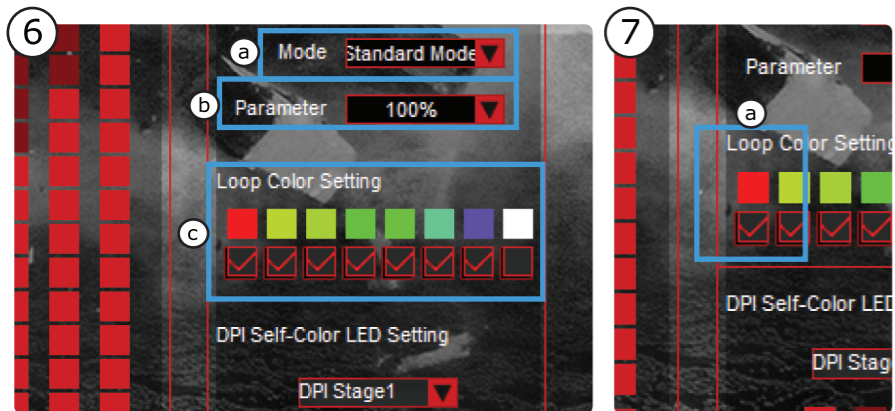 6
a
Mode
Standard Mode
b
Parameter
100%
Loop Color Setting
c
DPI Self-Color LED Setting
DPI Stage1
7
Parameter
a
Loop Color Setting
DPI Self-Color LED
DPI Stag